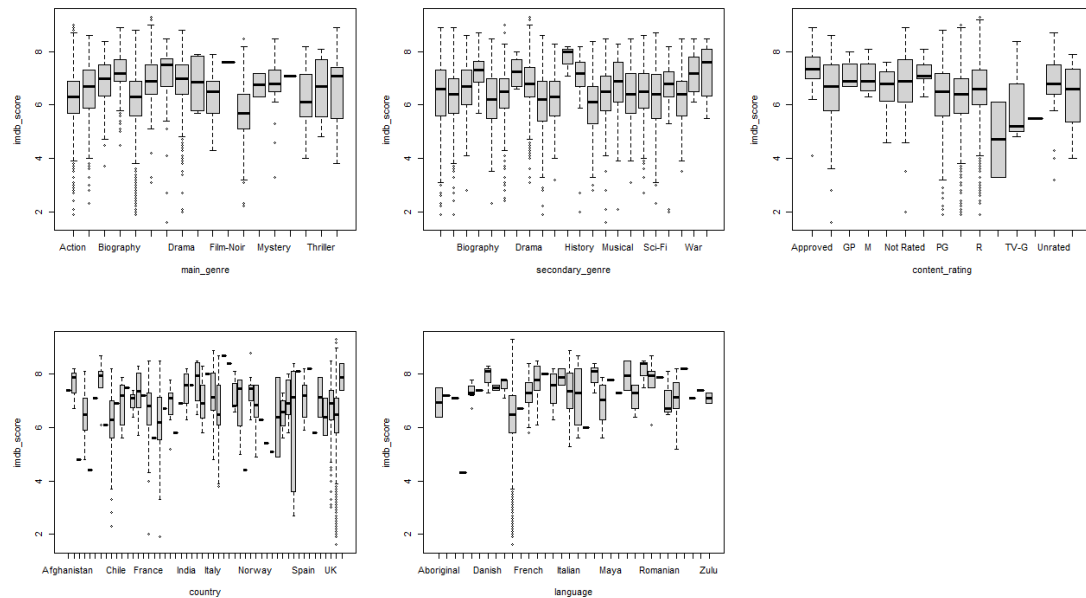 imdb_score
8
6
4
2
Action Biography Drama Film-Noir Mystery Thriller
main_genre
imdb_score
8
6
4
2
Biography Drama History Musical Sci-Fi War
secondary_genre
imdb_score
8
6
4
2
Approved GP M Not Rated PG R TV-G Unrated
content_rating
imdb_score
8
6
4
2
Afghanistan Chile France India Italy Norway Spain UK
country
imdb_score
8
6
4
2
Aboriginal Danish French Italian Maya Romanian Zulu
language